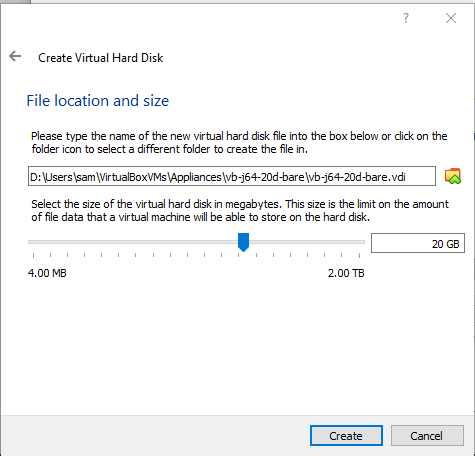 Create Virtual Hard Disk
File location and size
Please type the name of the new virtual hard disk file into the box below or click on the
folder icon to select a different folder to create the file in.
D:\Users\sam\VirtualBoxVMs\Appliances\vb-j64-20d-bare\vb-j64-20d-bare.vdi
Select the size of the virtual hard disk in megabytes. This size is the limit on the amount
of file data that a virtual machine will be able to store on the hard disk.
20 GB
4.00 MB 2.00 TB
Create Cancel